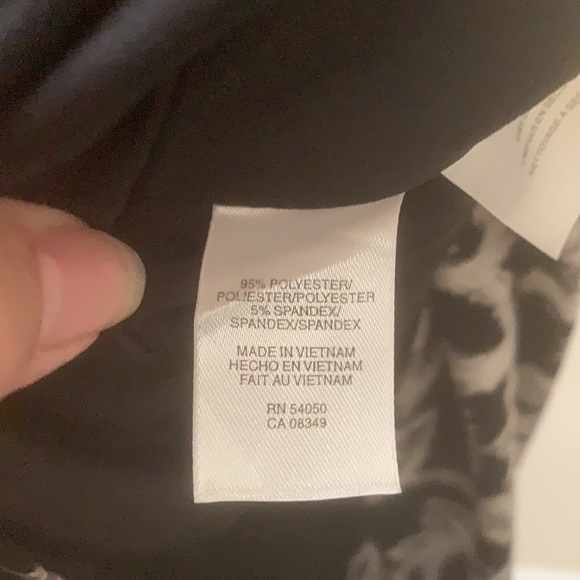 95% POLYESTER/
POLIESTER/POLYESTER
5% SPANDEX/
SPANDEX/SPANDEX
MADE IN VIETNAM
HECHO EN VIETNAM
FAIT AU VIETNAM
RN 54050
CA 08349
NETTOYAGE A